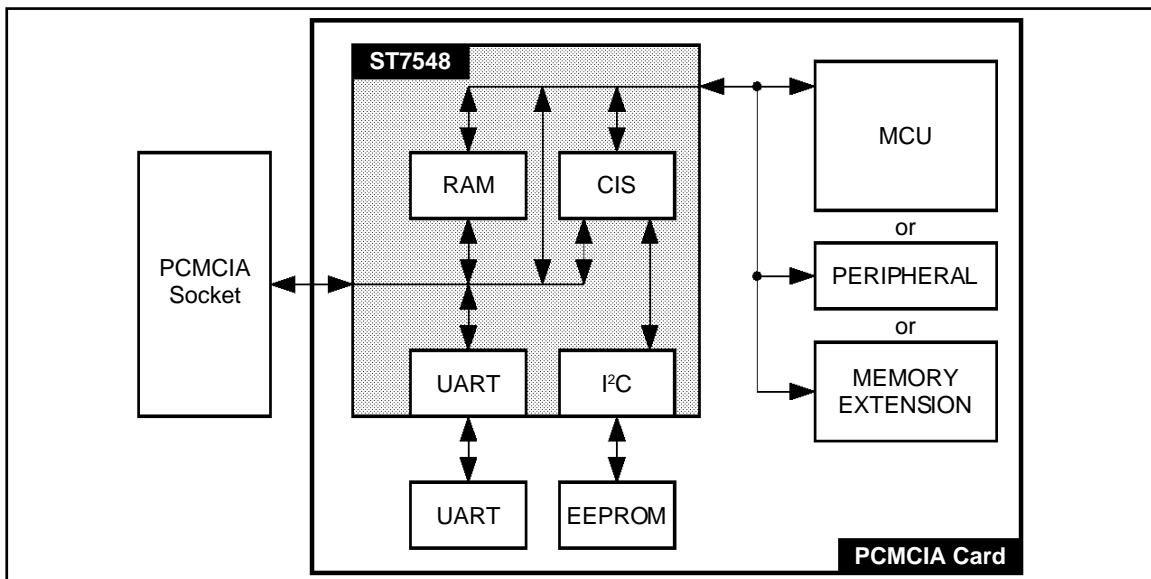 ST7548
MCU
RAM
CIS
or
PCMCIA
Socket
PERIPHERAL
or
UART
I²C
MEMORY
EXTENSION
UART
EEPROM
PCMCIA Card